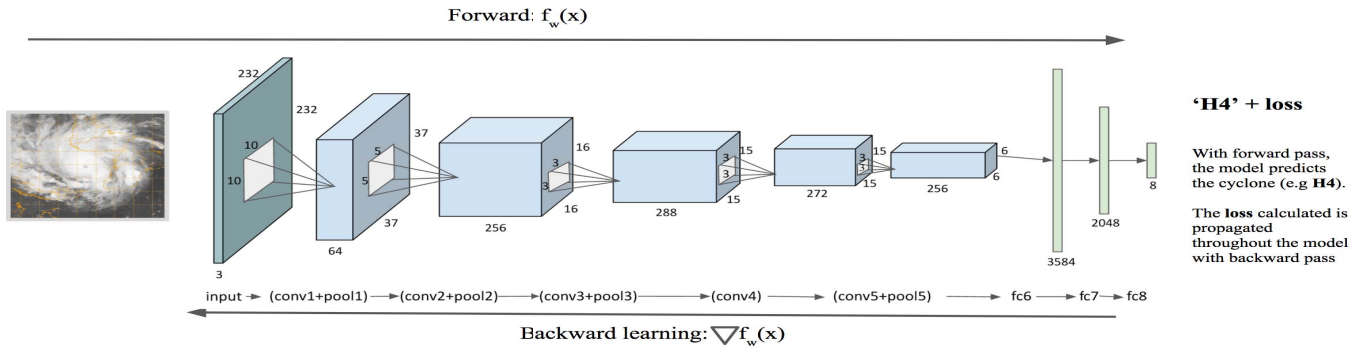 Forward: f_w(x)
232
232
10
10
3
37
5
5
37
64
16
3
3
16
256
15
3
3
15
288
15
3
3
15
272
6
6
256
3584
2048
8
'H4' + loss
With forward pass,
the model predicts
the cyclone (e.g H4).
The loss calculated is
propagated
throughout the model
with backward pass
input
(conv1+pool1)
(conv2+pool2)
(conv3+pool3)
(conv4)
(conv5+pool5)
fc6
fc7
fc8
Backward learning: ▽f_w(x)